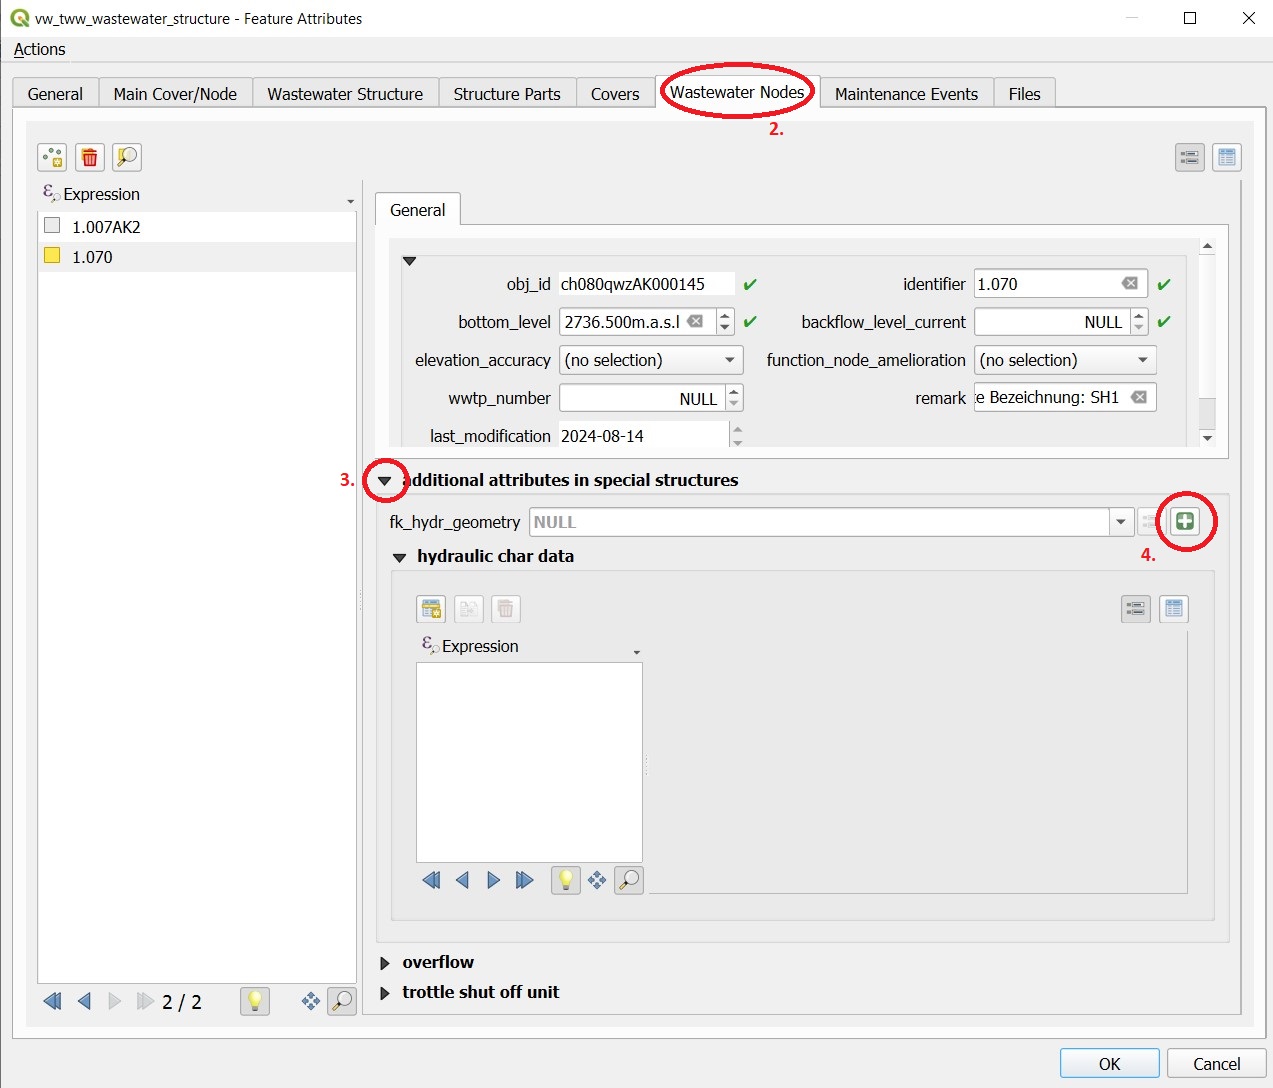 vw_tww_wastewater_structure - Feature Attributes
Actions
General Main Cover/Node Wastewater Structure Structure Parts Covers Wastewater Nodes Maintenance Events Files
2.
Expression
1.007AK2
1.070
General
obj_id ch080qwzAK000145 identifier 1.070
bottom_level 2736.500m.a.s.l backflow_level_current NULL
elevation_accuracy (no selection) function_node_amelioration (no selection)
wwtp_number NULL remark e Bezeichnung: SH1
last_modification 2024-08-14
3. additional attributes in special structures
fk_hydr_geometry NULL
4.
hydraulic char data
Expression
overflow
trottle shut off unit
2 / 2
OK Cancel